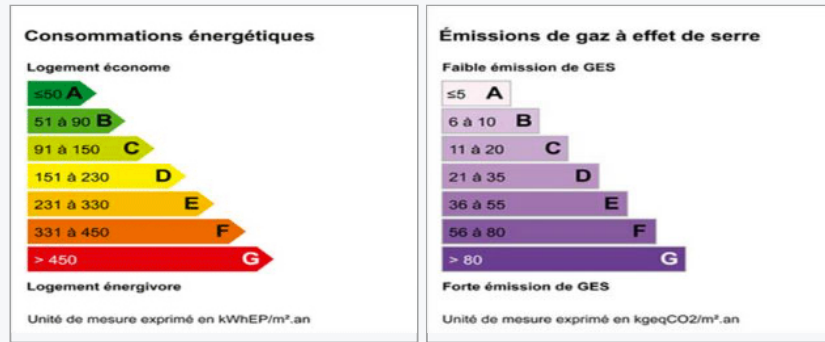 Consommations énergétiques
Logement économe
≤50 A
51 à 90 B
91 à 150 C
151 à 230 D
231 à 330 E
331 à 450 F
> 450 G
Logement énergivore
Unité de mesure exprimé en kWhEP/m².an
Émissions de gaz à effet de serre
Faible émission de GES
≤5 A
6 à 10 B
11 à 20 C
21 à 35 D
36 à 55 E
56 à 80 F
> 80 G
Forte émission de GES
Unité de mesure exprimé en kgeqCO2/m².an